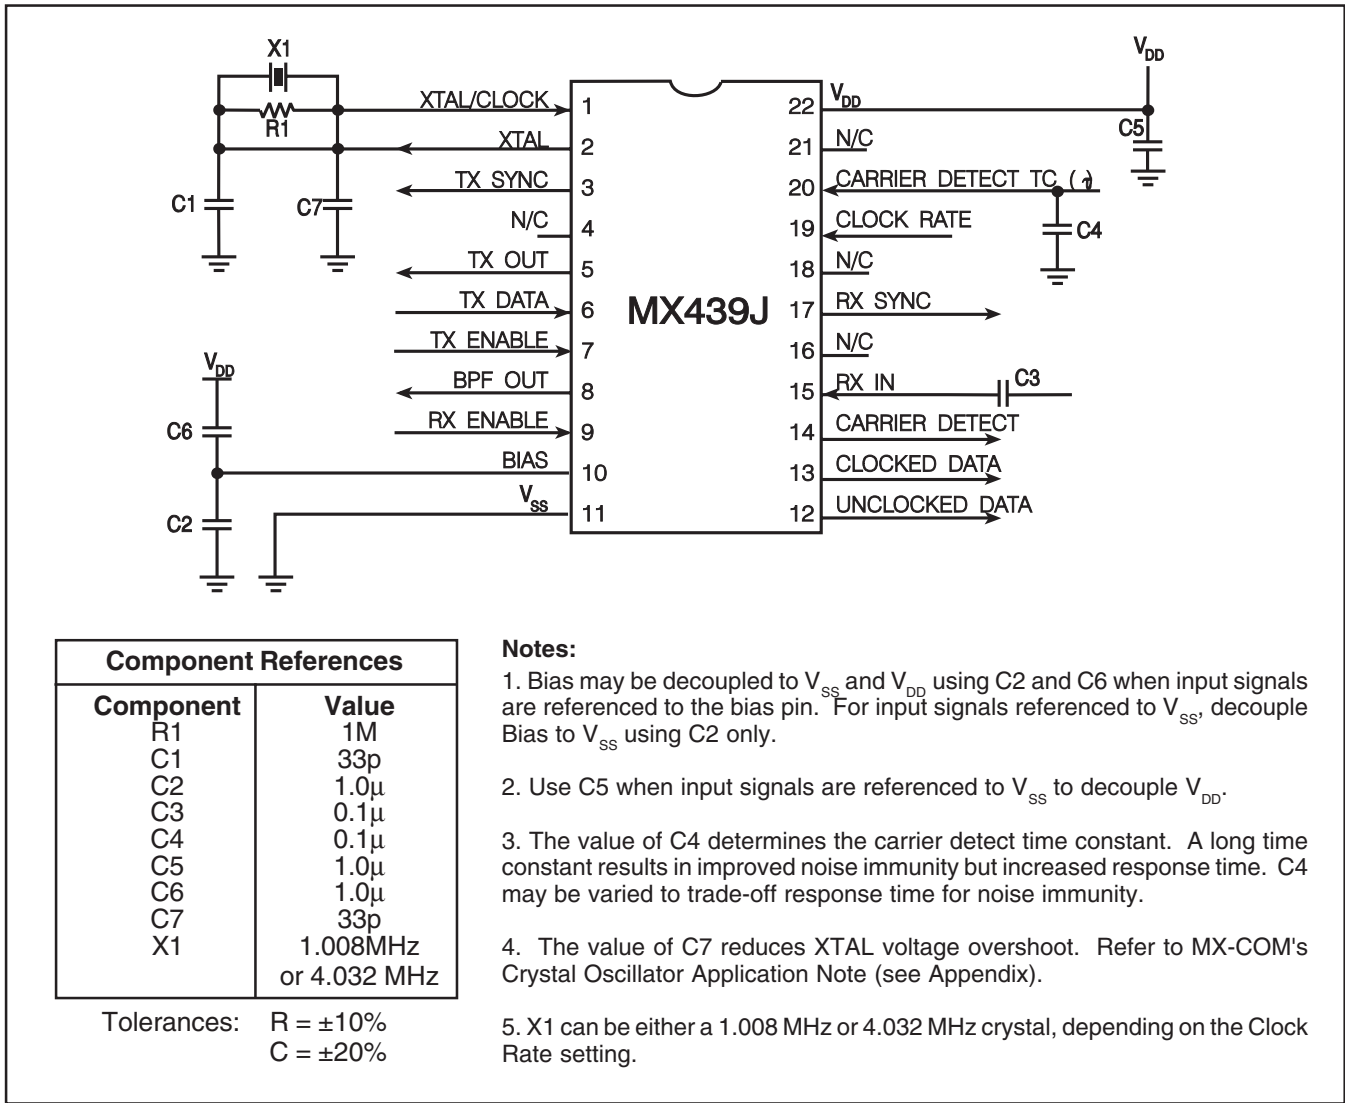 X1
R1
C1
C7
XTAL/CLOCK 1
XTAL 2
TX SYNC 3
N/C 4
TX OUT 5
TX DATA 6
TX ENABLE 7
BPF OUT 8
RX ENABLE 9
BIAS 10
VSS 11
VDD
C6
C2
MX439J
VDD
22 VDD
C5
21 N/C
20 CARRIER DETECT TC (τ)
C4
19 CLOCK RATE
18 N/C
17 RX SYNC
16 N/C
15 RX IN
C3
14 CARRIER DETECT
13 CLOCKED DATA
12 UNCLOCKED DATA
Component References
Component Value
R1 1M
C1 33p
C2 1.0µ
C3 0.1µ
C4 0.1µ
C5 1.0µ
C6 1.0µ
C7 33p
X1 1.008MHz
or 4.032 MHz
Tolerances: R = ±10%
C = ±20%
Notes:
1. Bias may be decoupled to VSS and VDD using C2 and C6 when input signals
are referenced to the bias pin. For input signals referenced to VSS, decouple
Bias to VSS using C2 only.
2. Use C5 when input signals are referenced to VSS to decouple VDD.
3. The value of C4 determines the carrier detect time constant. A long time
constant results in improved noise immunity but increased response time. C4
may be varied to trade-off response time for noise immunity.
4. The value of C7 reduces XTAL voltage overshoot. Refer to MX-COM's
Crystal Oscillator Application Note (see Appendix).
5. X1 can be either a 1.008 MHz or 4.032 MHz crystal, depending on the Clock
Rate setting.